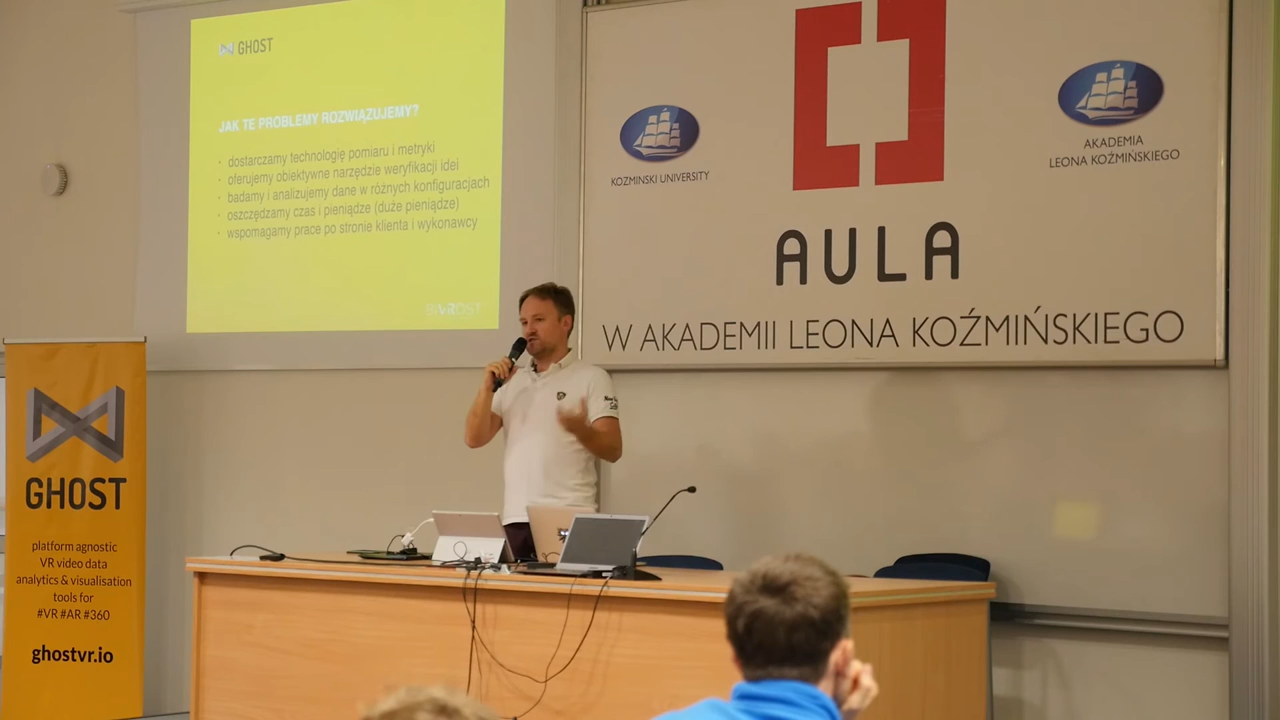 GHOST
JAK TE PROBLEMY ROZWIĄZUJEMY?
· dostarczamy technologię pomiaru i metryki
· oferujemy obiektywne narzędzie weryfikacji idei
· badamy i analizujemy dane w różnych konfiguracjach
· oszczędzamy czas i pieniądze (duże pieniądze)
· wspomagamy prace po stronie klienta i wykonawcy
KOZMINSKI UNIVERSITY
AKADEMIA
LEONA KOŹMIŃSKIEGO
AULA
W AKADEMII LEONA KOŹMIŃSKIEGO
GHOST
platform agnostic
VR video data
analytics & visualisation
tools for
#VR #AR #360
ghostvr.io